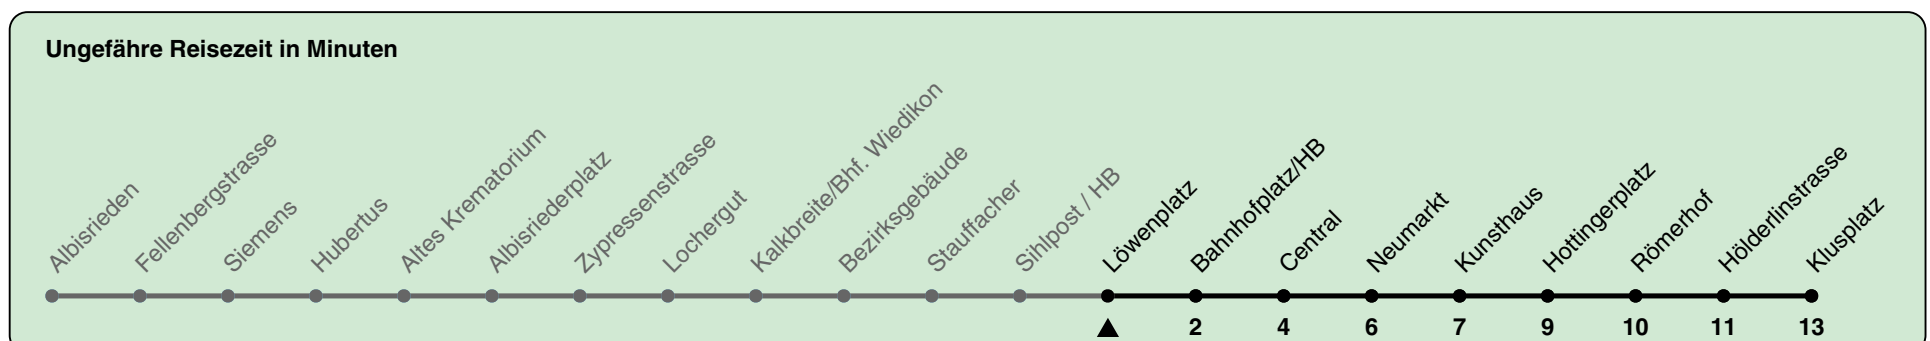 Ungefähre Reisezeit in Minuten
Albisrieden
Fellenbergstrasse
Siemens
Hubertus
Altes Krematorium
Albisriederplatz
Zypressenstrasse
Lochergut
Kalkbreite/Bhf. Wiedikon
Bezirksgebäude
Stauffacher
Sihlpost / HB
Löwenplatz
Bahnhofplatz/HB
Central
Neumarkt
Kunsthaus
Hottingerplatz
Römerhof
Hölderlinstrasse
Klusplatz
2 4 6 7 9 10 11 13